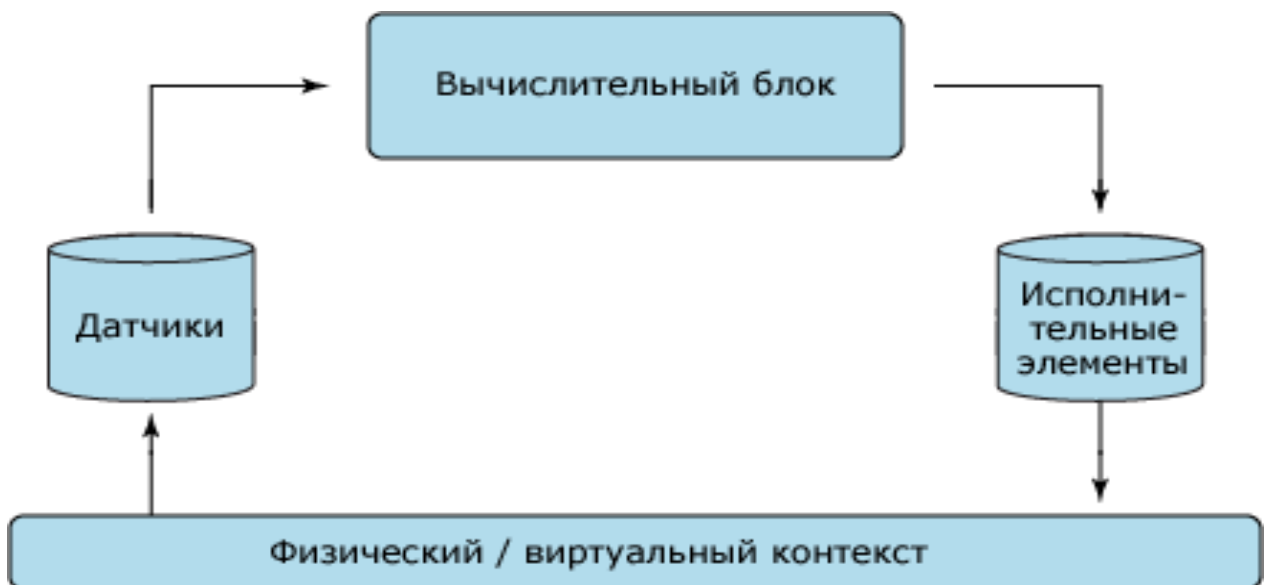 Вычислительный блок
Датчики
Исполни-
тельные
элементы
Физический / виртуальный контекст